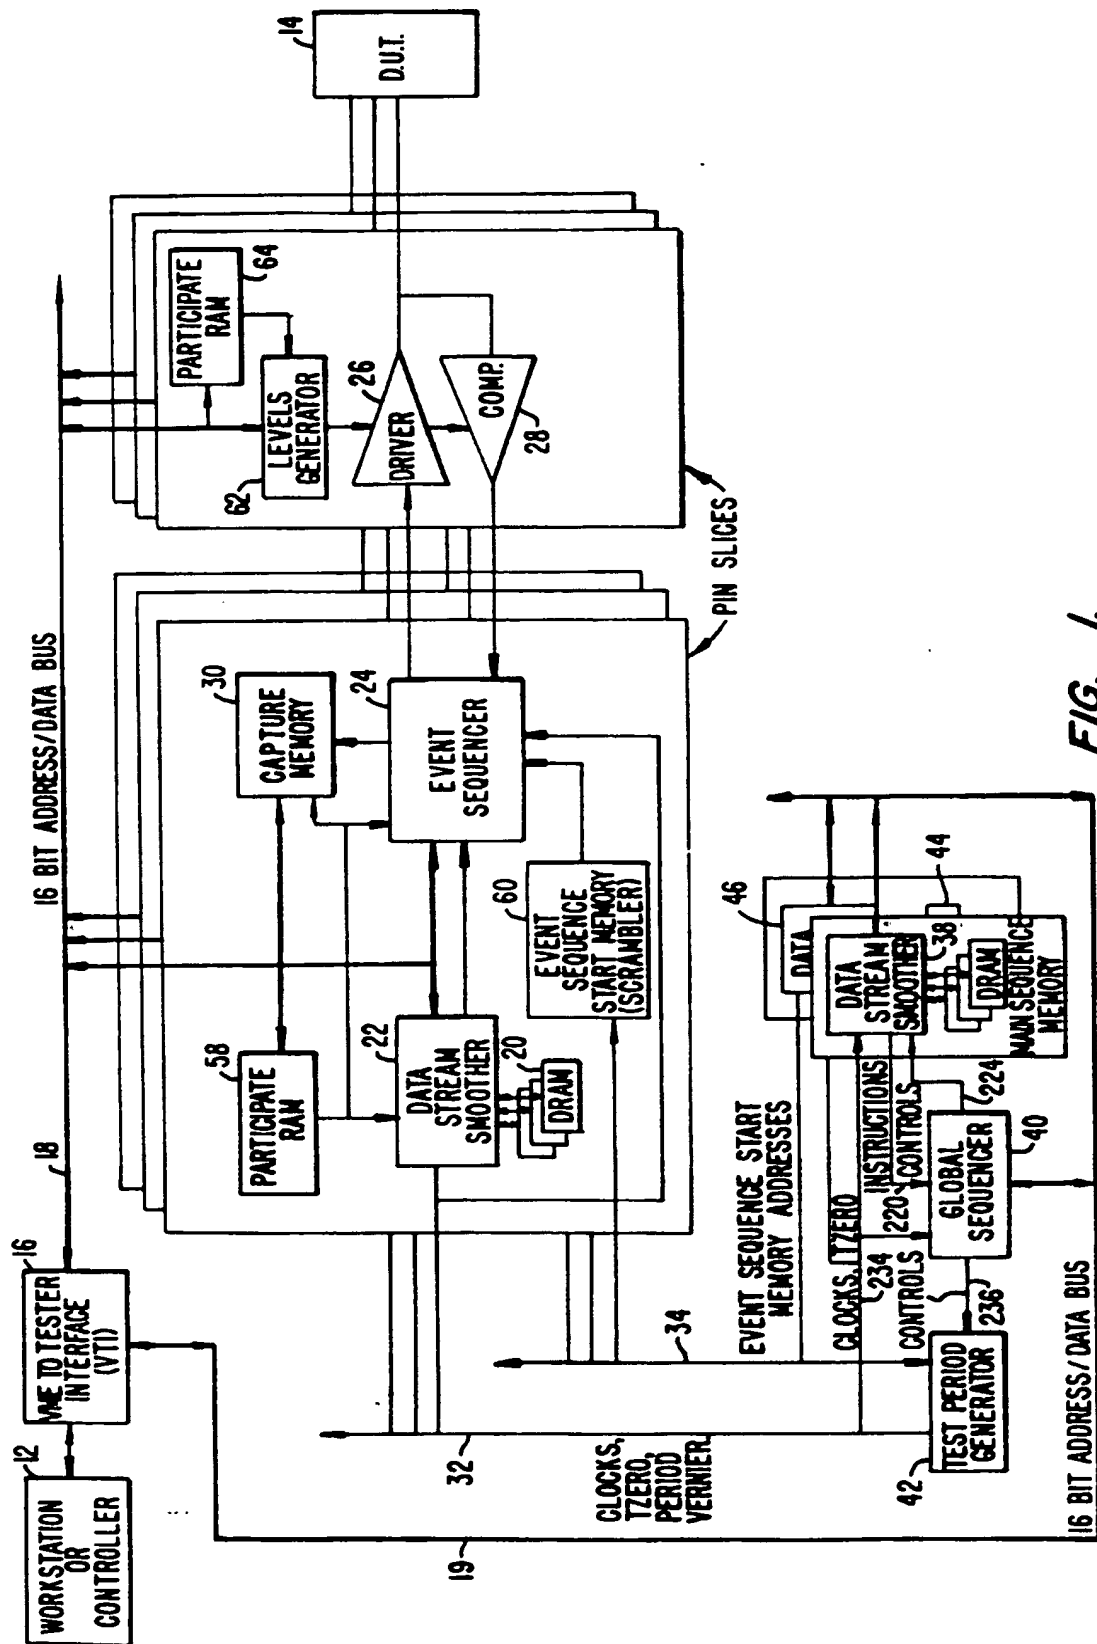 12
WORKSTATION
OR
CONTROLLER
16
VME TO TESTER
INTERFACE
(VTI)
18
16 BIT ADDRESS/DATA BUS
19
58
PARTICIPATE
RAM
30
CAPTURE
MEMORY
22
DATA
STREAM
SMOOTHER
20
DRAM
24
EVENT
SEQUENCER
60
EVENT
SEQUENCE
START MEMORY
(SCRAMBLER)
PARTICIPATE
RAM
64
62
LEVELS
GENERATOR
26
DRIVER
COMP.
28
14
D.U.T.
PIN SLICES
32
CLOCKS,
TZERO,
PERIOD
VERNIER
34
EVENT SEQUENCE START
MEMORY ADDRESSES
CLOCKS, TZERO
234
INSTRUCTIONS
220
CONTROLS
224
CONTROLS
236
42
TEST PERIOD
GENERATOR
GLOBAL
SEQUENCER
40
46
DATA
44
DATA
STREAM
SMOOTHER
38
DRAM
MAIN SEQUENCE
MEMORY
16 BIT ADDRESS/DATA BUS
FIG. 1.